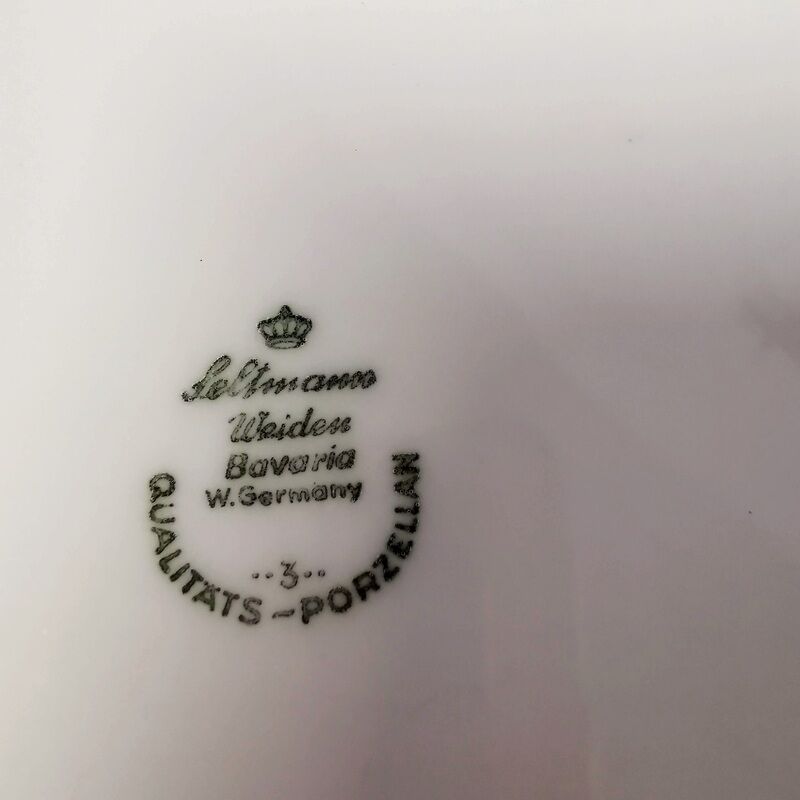 Seltmann
Weiden
Bavaria
W.Germany
··3··
QUALITÄTS-PORZELLAN